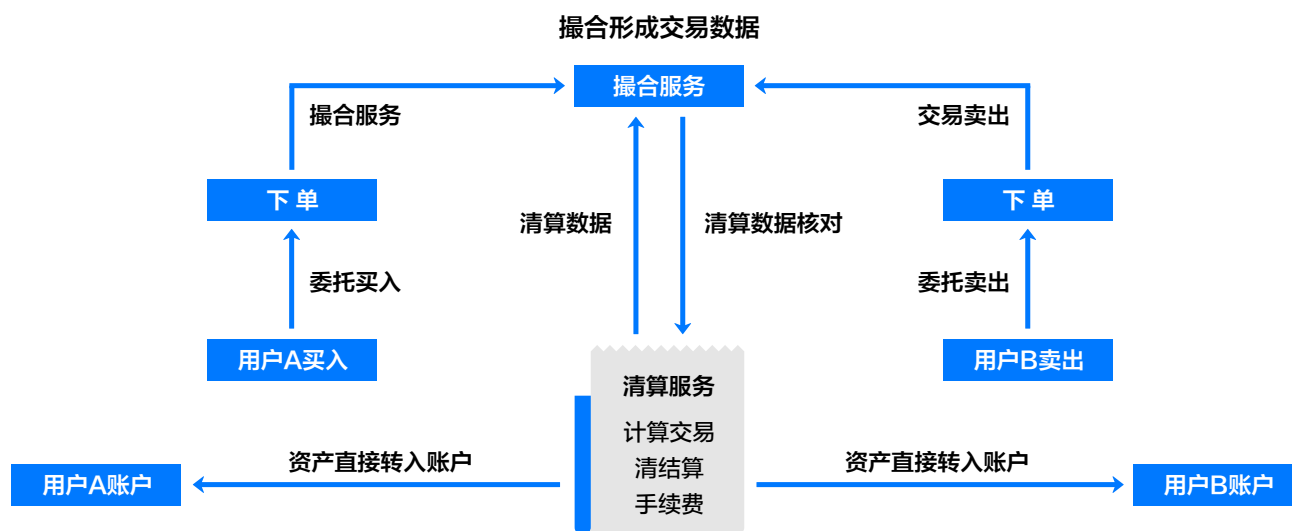 撮合形成交易数据
撮合服务
撮合服务
交易卖出
下 单
下 单
清算数据
清算数据核对
委托买入
委托卖出
用户A买入
用户B卖出
清算服务
计算交易
清结算
手续费
资产直接转入账户
资产直接转入账户
用户A账户
用户B账户